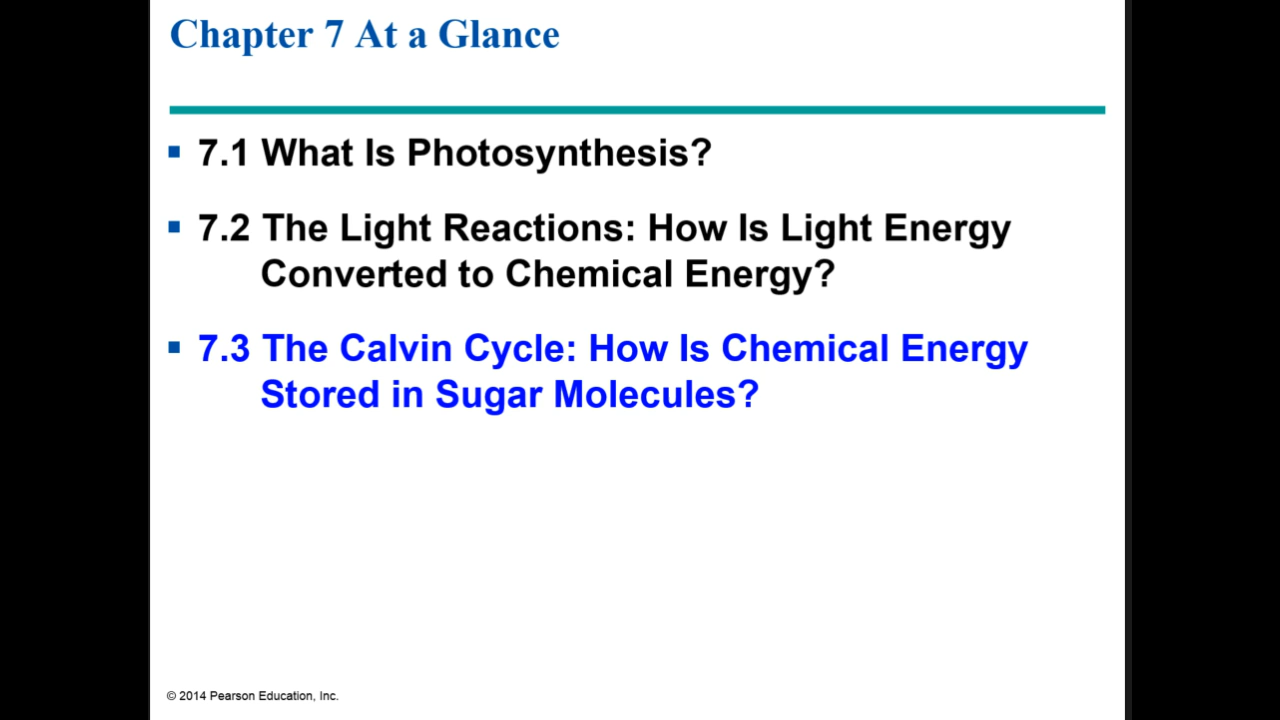 Chapter 7 At a Glance
▪ 7.1 What Is Photosynthesis?
▪ 7.2 The Light Reactions: How Is Light Energy
Converted to Chemical Energy?
▪ 7.3 The Calvin Cycle: How Is Chemical Energy
Stored in Sugar Molecules?
© 2014 Pearson Education, Inc.